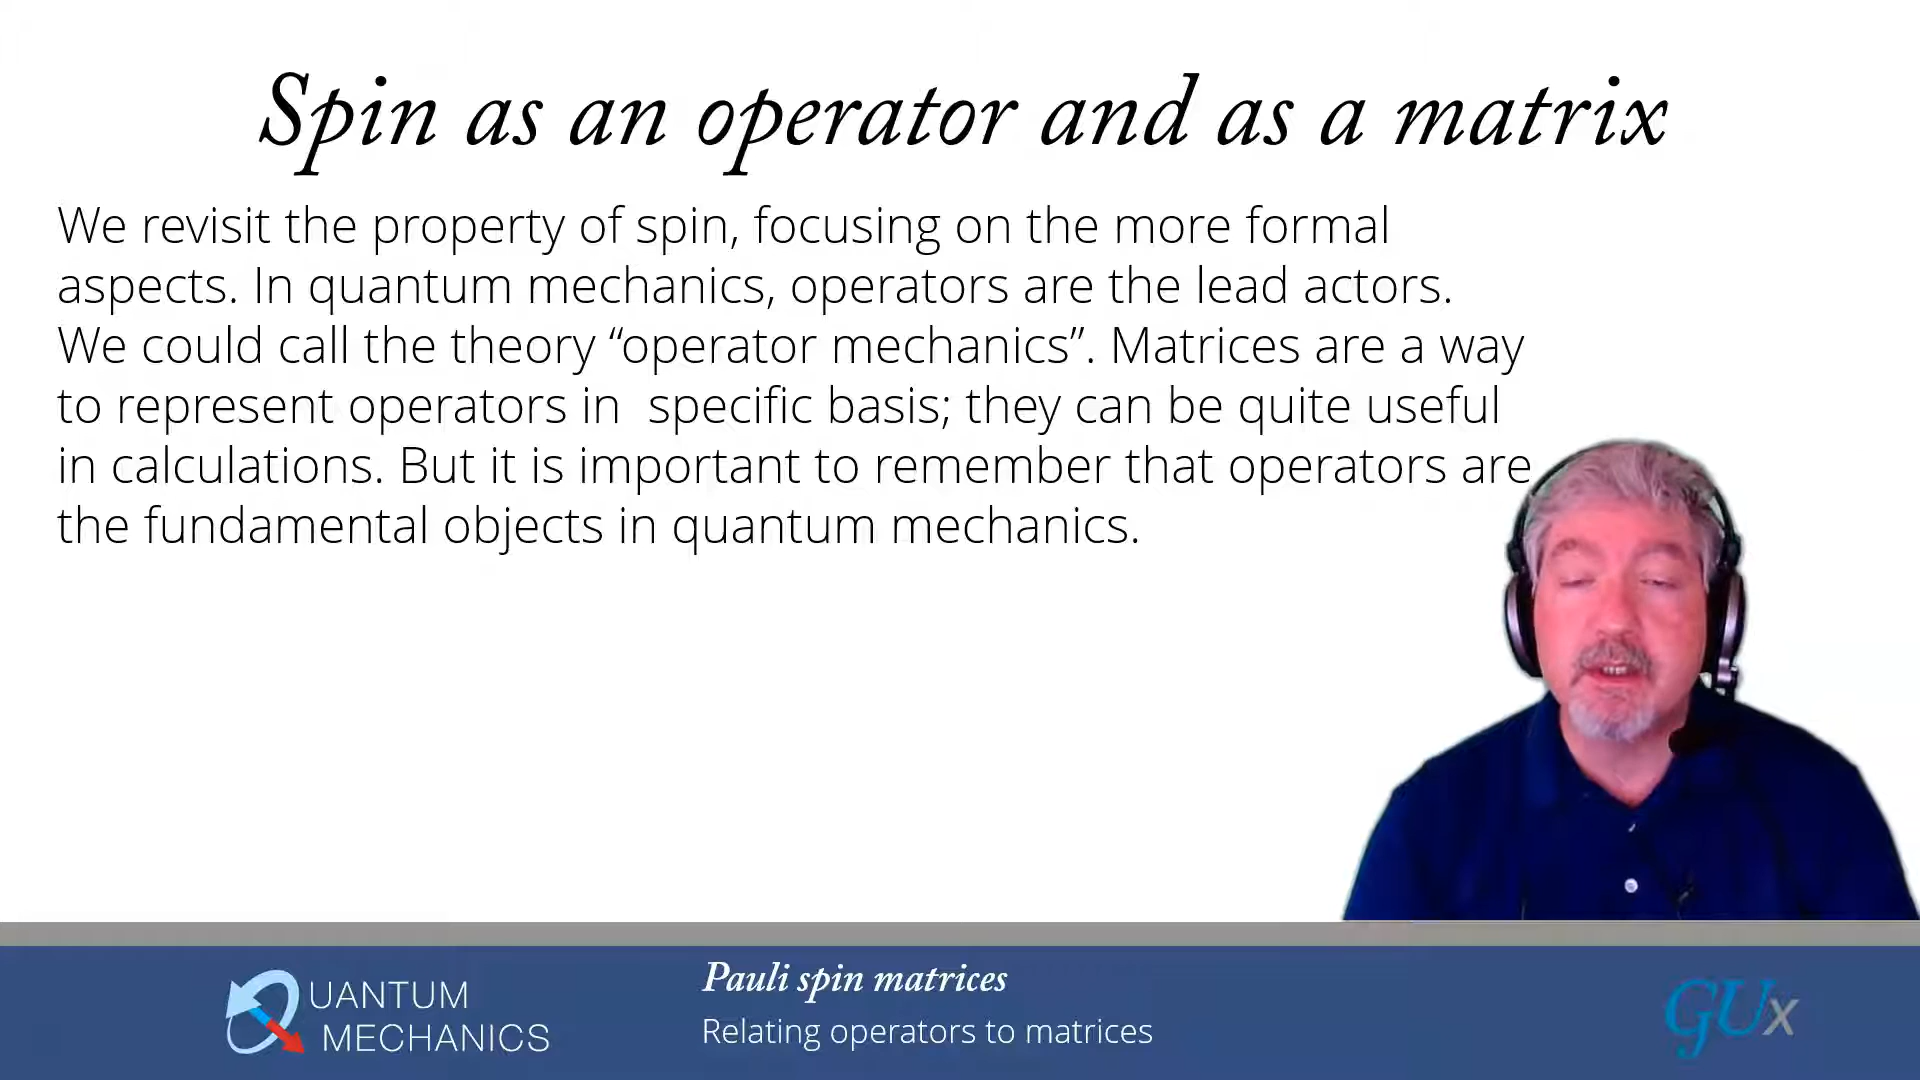 Spin as an operator and as a matrix
We revisit the property of spin, focusing on the more formal
aspects. In quantum mechanics, operators are the lead actors.
We could call the theory “operator mechanics”. Matrices are a way
to represent operators in  specific basis; they can be quite useful
in calculations. But it is important to remember that operators are
the fundamental objects in quantum mechanics.
QUANTUM
MECHANICS
Pauli spin matrices
Relating operators to matrices
GUx